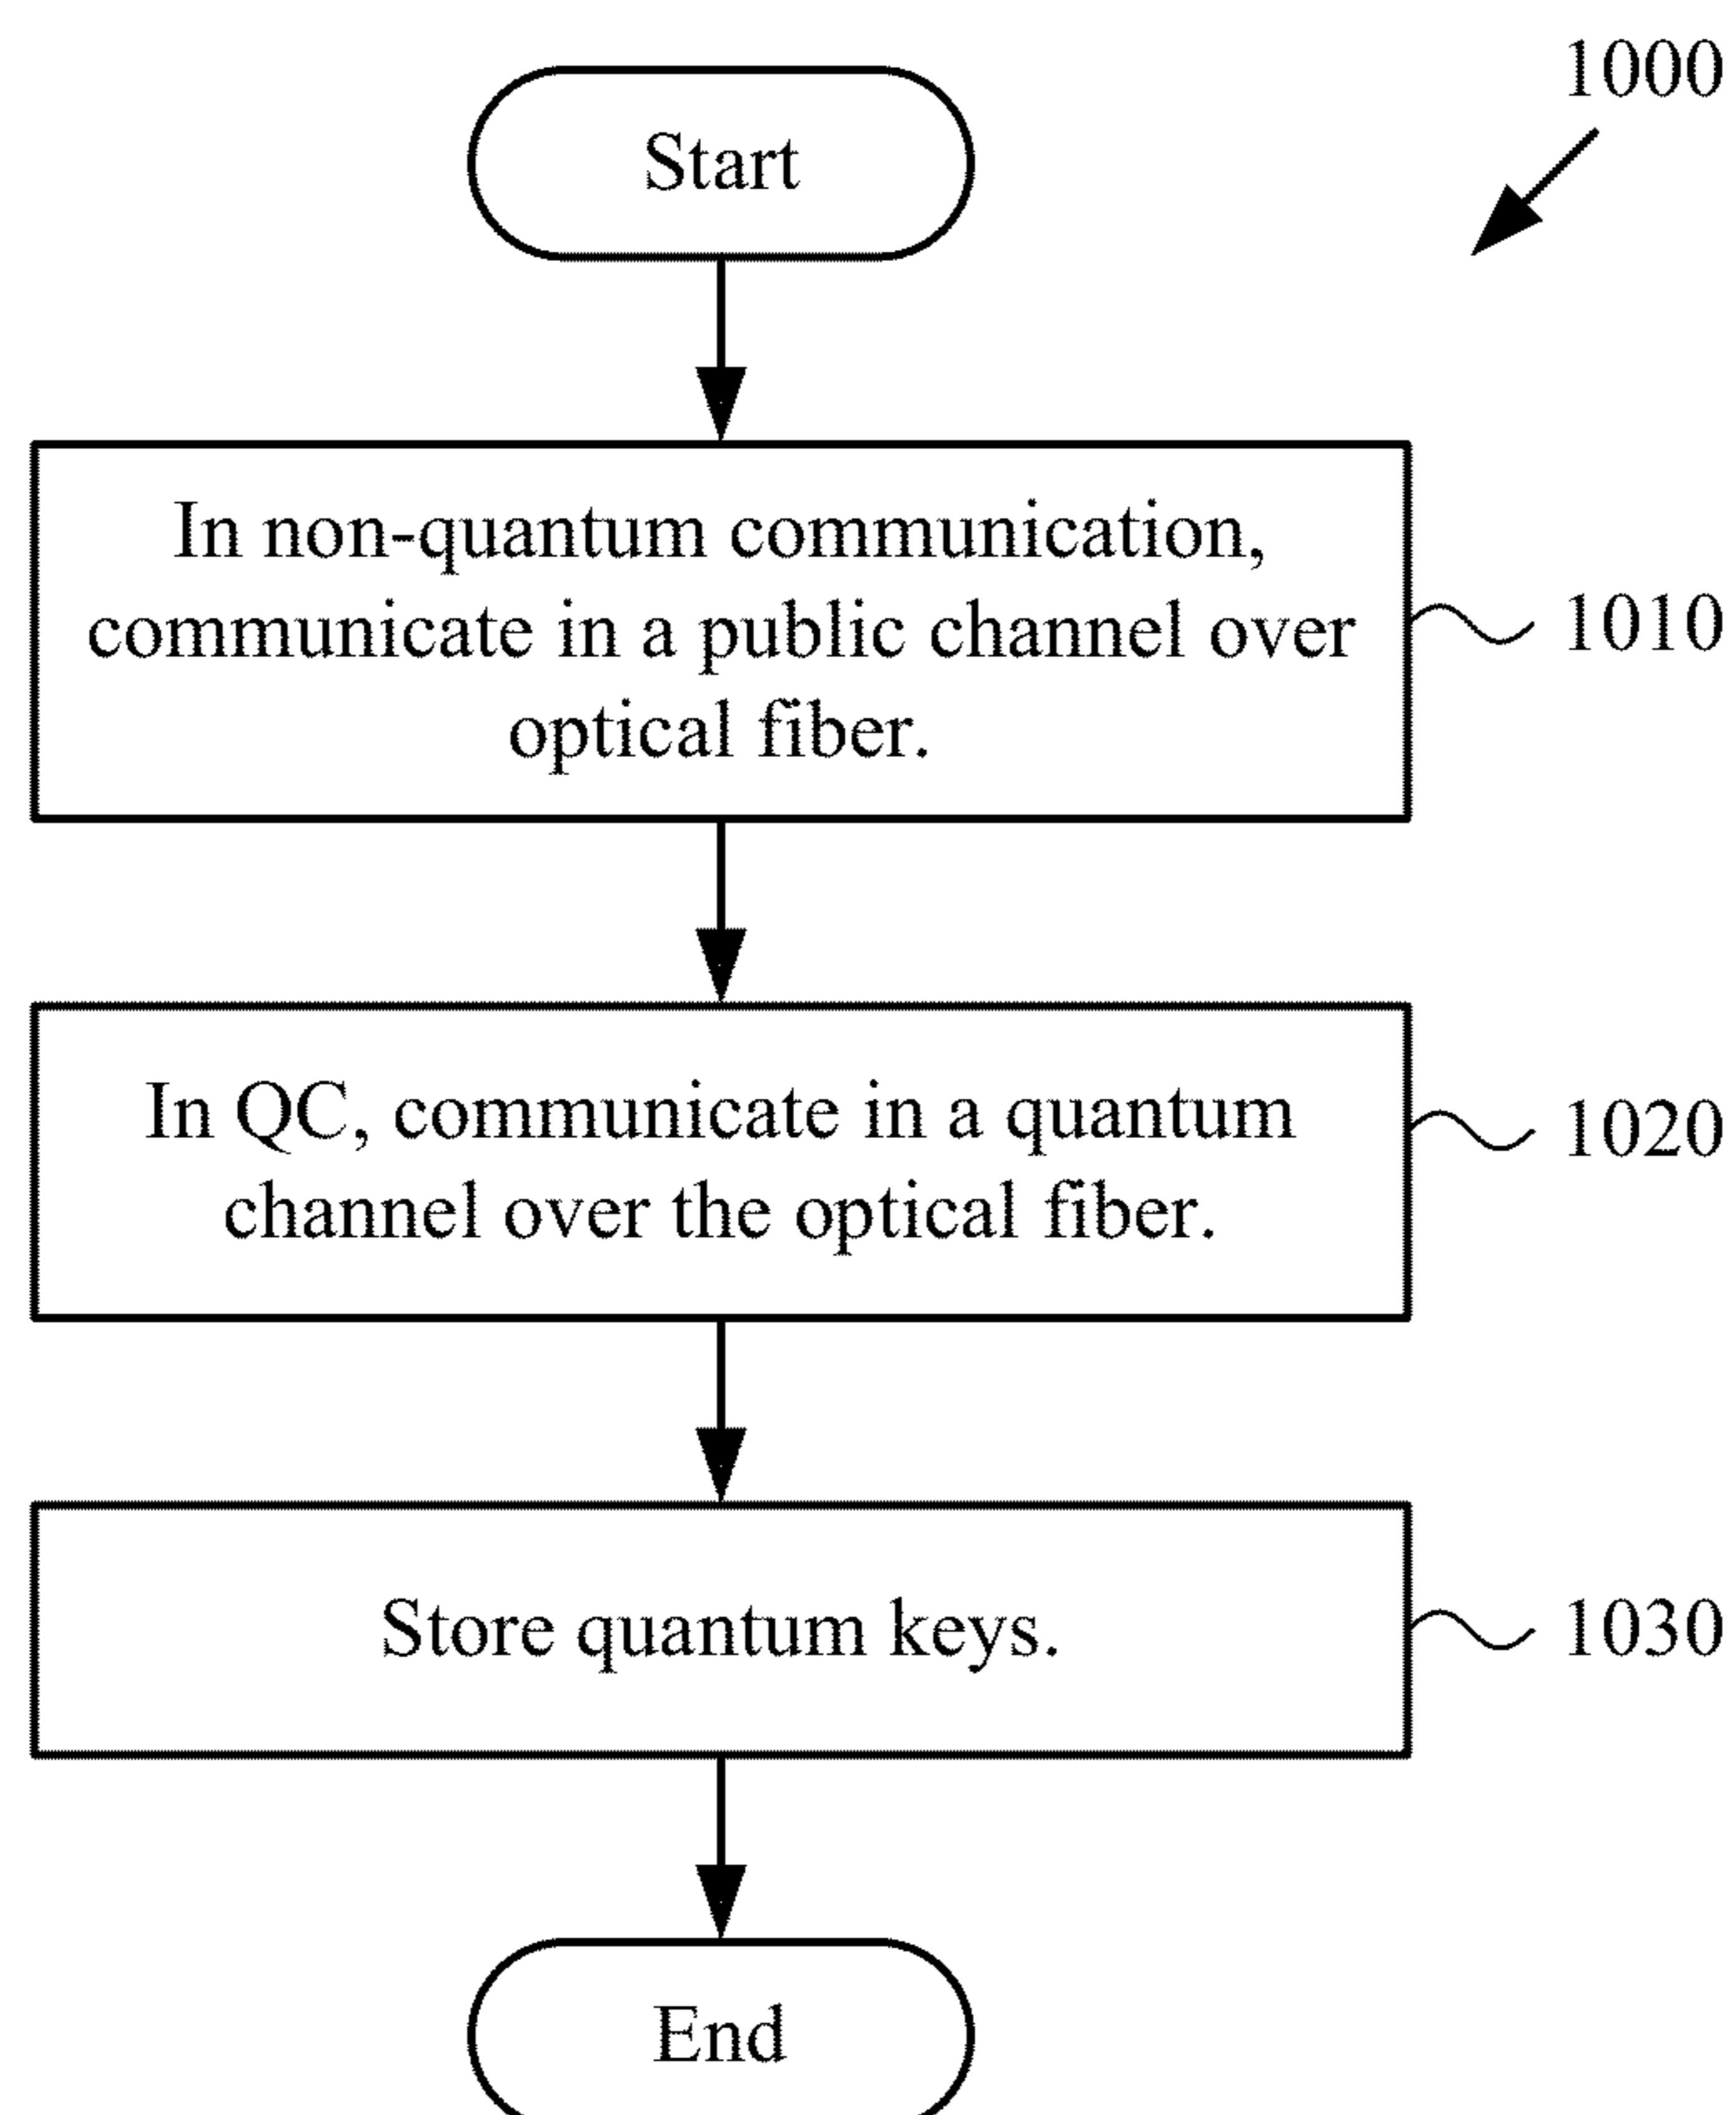 1000
Start
In non-quantum communication,
communicate in a public channel over
optical fiber.
1010
In QC, communicate in a quantum
channel over the optical fiber.
1020
Store quantum keys.
1030
End